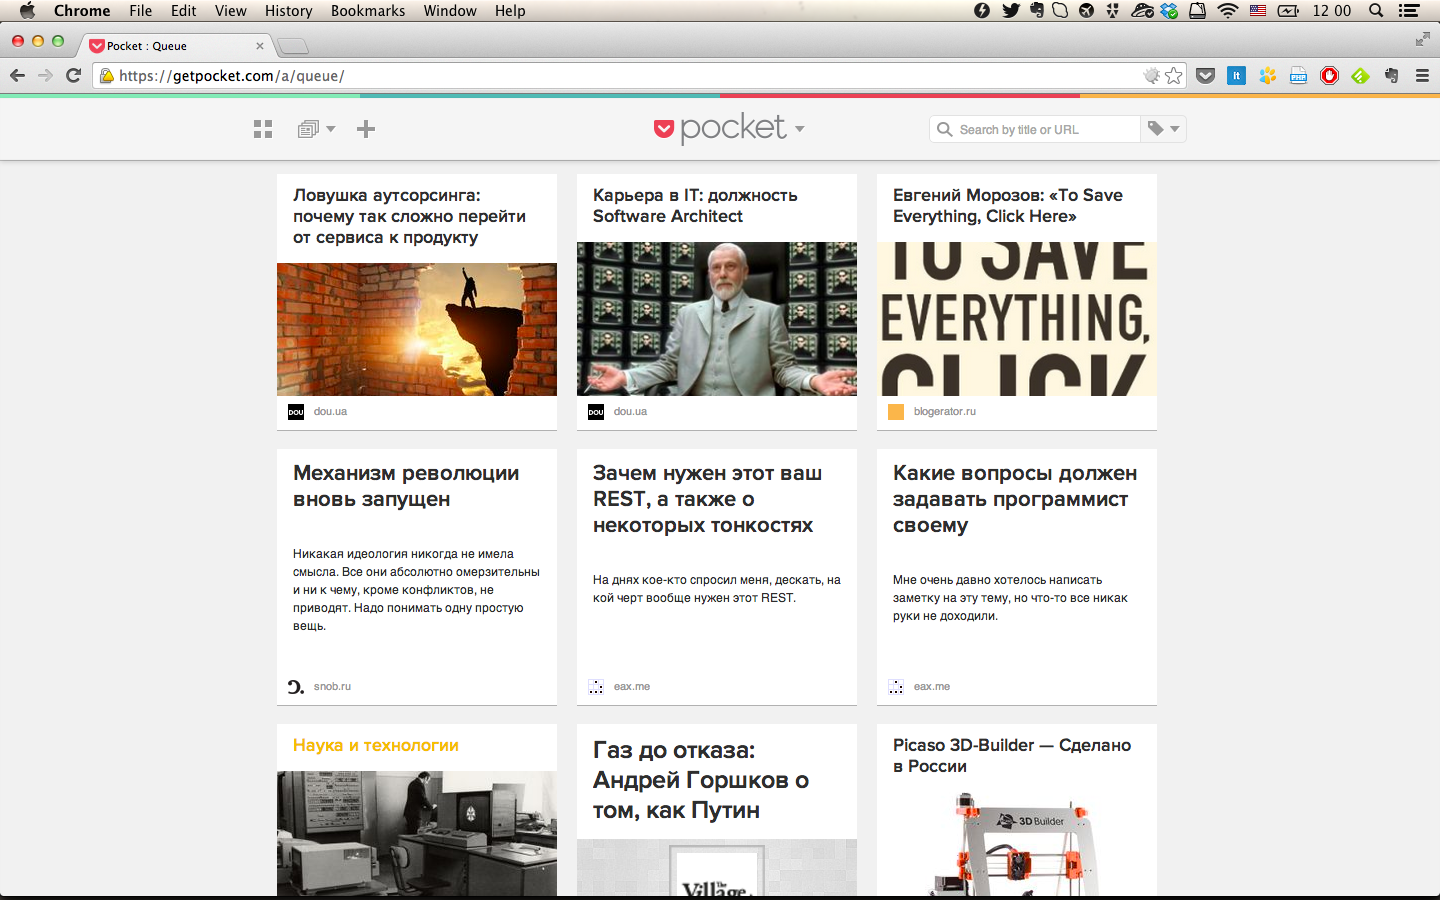 Chrome File Edit View History Bookmarks Window Help 12 00
Pocket : Queue
https://getpocket.com/a/queue/
It
PHP
pocket
Search by title or URL
Ловушка аутсорсинга:
почему так сложно перейти
от сервиса к продукту
DOU dou.ua
Карьера в IT: должность
Software Architect
DOU dou.ua
Евгений Морозов: «To Save
Everything, Click Here»
TO SAVE
EVERYTHING,
CLICK
blogerator.ru
Механизм революции
вновь запущен
Никакая идеология никогда не имела
смысла. Все они абсолютно омерзительны
и ни к чему, кроме конфликтов, не
приводят. Надо понимать одну простую
вещь.
snob.ru
Зачем нужен этот ваш
REST, а также о
некоторых тонкостях
На днях кое-кто спросил меня, дескать, на
кой черт вообще нужен этот REST.
eax.me
Какие вопросы должен
задавать программист
своему
Мне очень давно хотелось написать
заметку на эту тему, но что-то все никак
руки не доходили.
eax.me
Наука и технологии
Газ до отказа:
Андрей Горшков о
том, как Путин
The
Village
Picaso 3D-Builder — Сделано
в России
3D Builder